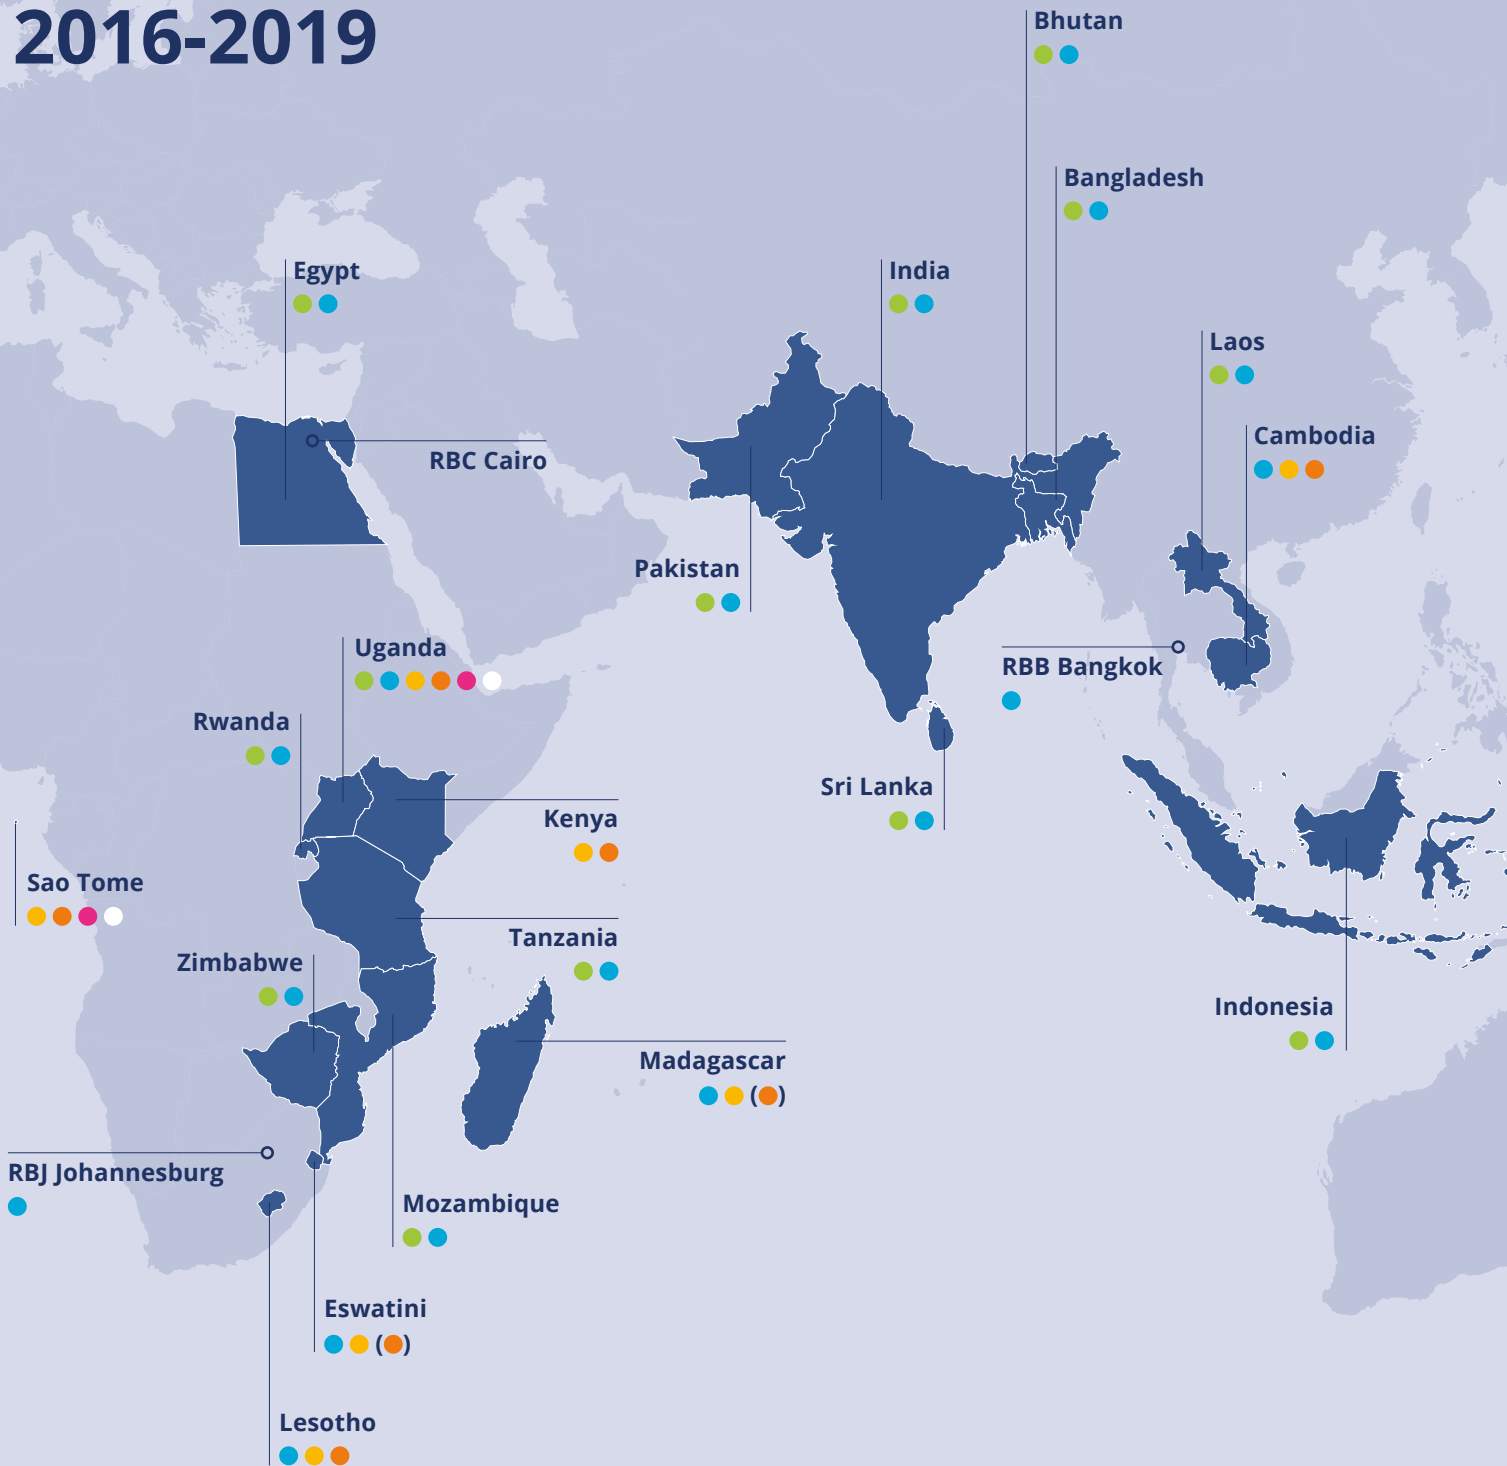 2016-2019
Bhutan
Bangladesh
Egypt
India
Laos
Cambodia
RBC Cairo
Pakistan
Uganda
RBB Bangkok
Rwanda
Sri Lanka
Kenya
Sao Tome
Tanzania
Zimbabwe
Indonesia
Madagascar
( )
RBJ Johannesburg
Mozambique
Eswatini
( )
Lesotho